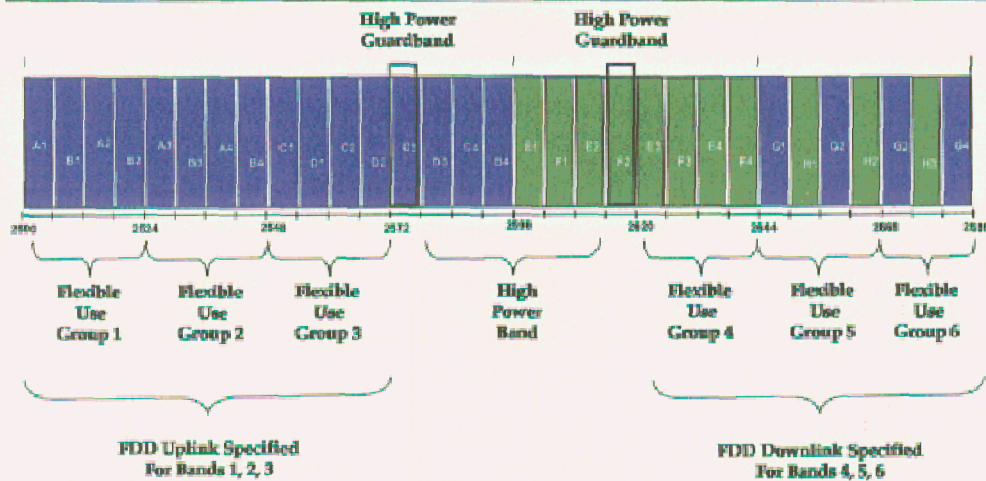 High Power
Guardband
High Power
Guardband
A1 B1 A2 B2 A3 B3 A4 B4 C1 D1 C2 D2 C3 D3 C4 B4 E1 F1 E2 F2 E3 F3 E4 F4 G1 H1 G2 H2 G2 H3 G4
2500 2524 2548 2572 2596 2620 2644 2668
Flexible
Use
Group 1
Flexible
Use
Group 2
Flexible
Use
Group 3
High
Power
Band
Flexible
Use
Group 4
Flexible
Use
Group 5
Flexible
Use
Group 6
FDD Uplink Specified
For Bands 1, 2, 3
FDD Downlink Specified
For Bands 4, 5, 6